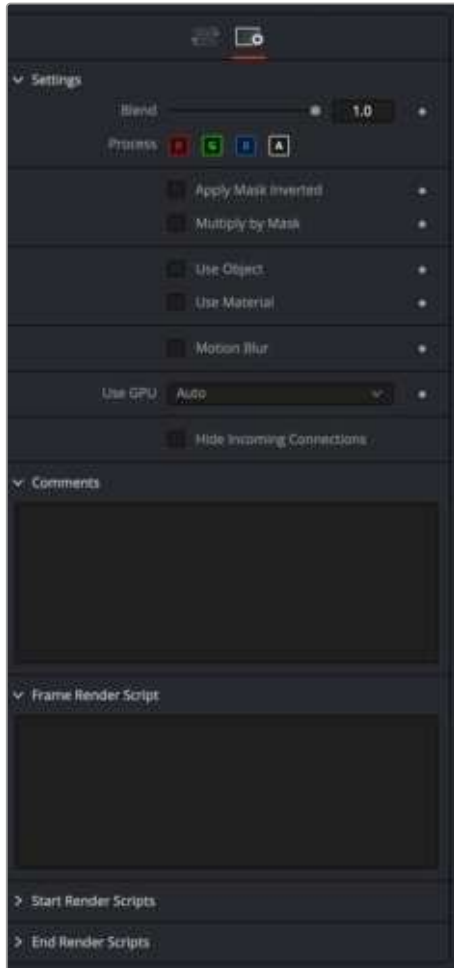 Settings
Blend 1.0
Process R G B A
Apply Mask Inverted
Multiply by Mask
Use Object
Use Material
Motion Blur
Use GPU Auto
Hide Incoming Connections
Comments
Frame Render Script
Start Render Scripts
End Render Scripts